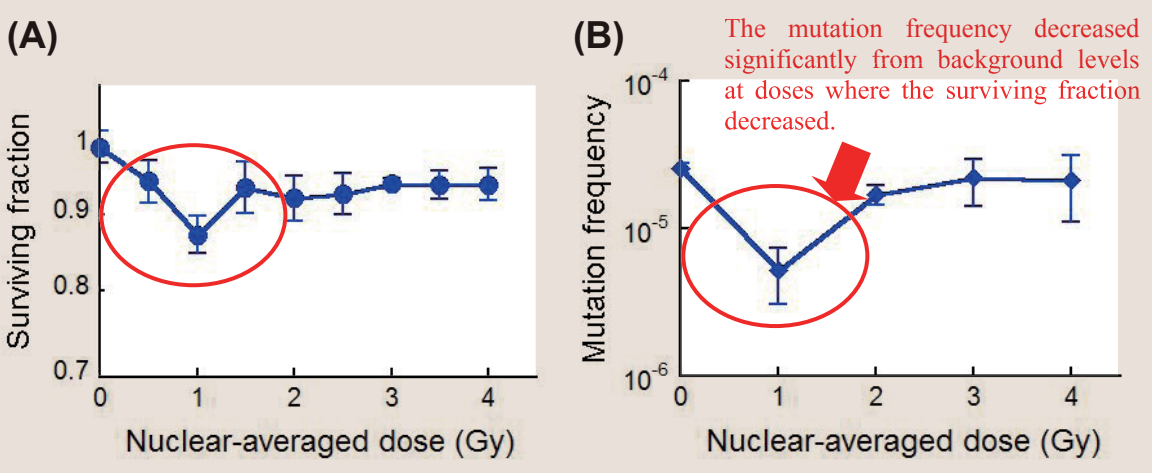 (A)
Surviving fraction
1
0.9
0.8
0.7
0 1 2 3 4
Nuclear-averaged dose (Gy)
(B)
The mutation frequency decreased
significantly from background levels
at doses where the surviving fraction
decreased.
Mutation frequency
10⁻⁴
10⁻⁵
10⁻⁶
0 1 2 3 4
Nuclear-averaged dose (Gy)